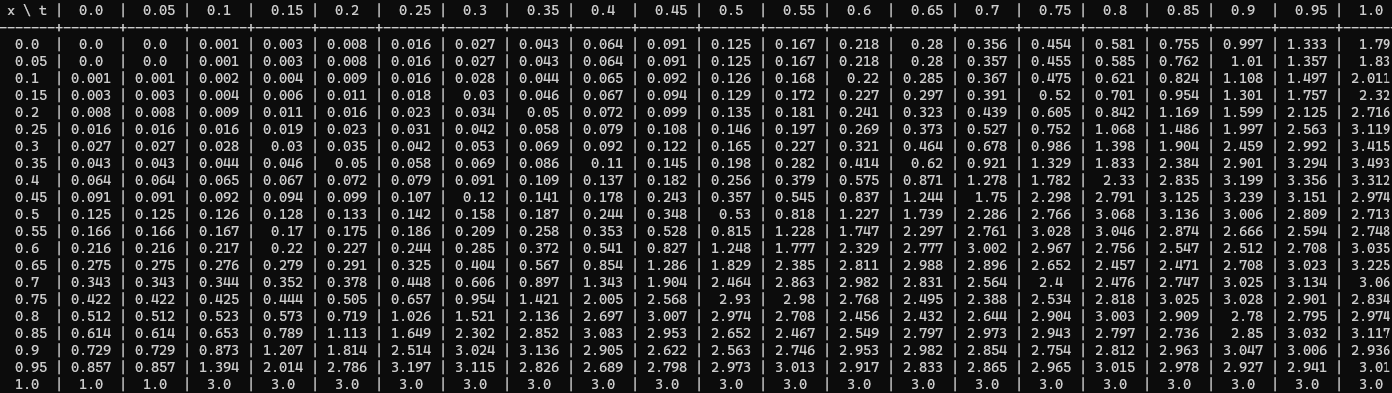 x \ t | 0.0 | 0.05 | 0.1 | 0.15 | 0.2 | 0.25 | 0.3 | 0.35 | 0.4 | 0.45 | 0.5 | 0.55 | 0.6 | 0.65 | 0.7 | 0.75 | 0.8 | 0.85 | 0.9 | 0.95 | 1.0
0.0 | 0.0 | 0.0 | 0.001 | 0.003 | 0.008 | 0.016 | 0.027 | 0.043 | 0.064 | 0.091 | 0.125 | 0.167 | 0.218 | 0.28 | 0.356 | 0.454 | 0.581 | 0.755 | 0.997 | 1.333 | 1.79
0.05 | 0.0 | 0.0 | 0.001 | 0.003 | 0.008 | 0.016 | 0.027 | 0.043 | 0.064 | 0.091 | 0.125 | 0.167 | 0.218 | 0.28 | 0.357 | 0.455 | 0.585 | 0.762 | 1.01 | 1.357 | 1.83
0.1 | 0.001 | 0.001 | 0.002 | 0.004 | 0.009 | 0.016 | 0.028 | 0.044 | 0.065 | 0.092 | 0.126 | 0.168 | 0.22 | 0.285 | 0.367 | 0.475 | 0.621 | 0.824 | 1.108 | 1.497 | 2.011
0.15 | 0.003 | 0.003 | 0.004 | 0.006 | 0.011 | 0.018 | 0.03 | 0.046 | 0.067 | 0.094 | 0.129 | 0.172 | 0.227 | 0.297 | 0.391 | 0.52 | 0.701 | 0.954 | 1.301 | 1.757 | 2.32
0.2 | 0.008 | 0.008 | 0.009 | 0.011 | 0.016 | 0.023 | 0.034 | 0.05 | 0.072 | 0.099 | 0.135 | 0.181 | 0.241 | 0.323 | 0.439 | 0.605 | 0.842 | 1.169 | 1.599 | 2.125 | 2.716
0.25 | 0.016 | 0.016 | 0.016 | 0.019 | 0.023 | 0.031 | 0.042 | 0.058 | 0.079 | 0.108 | 0.146 | 0.197 | 0.269 | 0.373 | 0.527 | 0.752 | 1.068 | 1.486 | 1.997 | 2.563 | 3.119
0.3 | 0.027 | 0.027 | 0.028 | 0.03 | 0.035 | 0.042 | 0.053 | 0.069 | 0.092 | 0.122 | 0.165 | 0.227 | 0.321 | 0.464 | 0.678 | 0.986 | 1.398 | 1.904 | 2.459 | 2.992 | 3.415
0.35 | 0.043 | 0.043 | 0.044 | 0.046 | 0.05 | 0.058 | 0.069 | 0.086 | 0.11 | 0.145 | 0.198 | 0.282 | 0.414 | 0.62 | 0.921 | 1.329 | 1.833 | 2.384 | 2.901 | 3.294 | 3.493
0.4 | 0.064 | 0.064 | 0.065 | 0.067 | 0.072 | 0.079 | 0.091 | 0.109 | 0.137 | 0.182 | 0.256 | 0.379 | 0.575 | 0.871 | 1.278 | 1.782 | 2.33 | 2.835 | 3.199 | 3.356 | 3.312
0.45 | 0.091 | 0.091 | 0.092 | 0.094 | 0.099 | 0.107 | 0.12 | 0.141 | 0.178 | 0.243 | 0.357 | 0.545 | 0.837 | 1.244 | 1.75 | 2.298 | 2.791 | 3.125 | 3.239 | 3.151 | 2.974
0.5 | 0.125 | 0.125 | 0.126 | 0.128 | 0.133 | 0.142 | 0.158 | 0.187 | 0.244 | 0.348 | 0.53 | 0.818 | 1.227 | 1.739 | 2.286 | 2.766 | 3.068 | 3.136 | 3.006 | 2.809 | 2.713
0.55 | 0.166 | 0.166 | 0.167 | 0.17 | 0.175 | 0.186 | 0.209 | 0.258 | 0.353 | 0.528 | 0.815 | 1.228 | 1.747 | 2.297 | 2.761 | 3.028 | 3.046 | 2.874 | 2.666 | 2.594 | 2.748
0.6 | 0.216 | 0.216 | 0.217 | 0.22 | 0.227 | 0.244 | 0.285 | 0.372 | 0.541 | 0.827 | 1.248 | 1.777 | 2.329 | 2.777 | 3.002 | 2.967 | 2.756 | 2.547 | 2.512 | 2.708 | 3.035
0.65 | 0.275 | 0.275 | 0.276 | 0.279 | 0.291 | 0.325 | 0.404 | 0.567 | 0.854 | 1.286 | 1.829 | 2.385 | 2.811 | 2.988 | 2.896 | 2.652 | 2.457 | 2.471 | 2.708 | 3.023 | 3.225
0.7 | 0.343 | 0.343 | 0.344 | 0.352 | 0.378 | 0.448 | 0.606 | 0.897 | 1.343 | 1.904 | 2.464 | 2.863 | 2.982 | 2.831 | 2.564 | 2.4 | 2.476 | 2.747 | 3.025 | 3.134 | 3.06
0.75 | 0.422 | 0.422 | 0.425 | 0.444 | 0.505 | 0.657 | 0.954 | 1.421 | 2.005 | 2.568 | 2.93 | 2.98 | 2.768 | 2.495 | 2.388 | 2.534 | 2.818 | 3.025 | 3.028 | 2.901 | 2.834
0.8 | 0.512 | 0.512 | 0.523 | 0.573 | 0.719 | 1.026 | 1.521 | 2.136 | 2.697 | 3.007 | 2.974 | 2.708 | 2.456 | 2.432 | 2.644 | 2.904 | 3.003 | 2.909 | 2.78 | 2.795 | 2.974
0.85 | 0.614 | 0.614 | 0.653 | 0.789 | 1.113 | 1.649 | 2.302 | 2.852 | 3.083 | 2.953 | 2.652 | 2.467 | 2.549 | 2.797 | 2.973 | 2.943 | 2.797 | 2.736 | 2.85 | 3.032 | 3.117
0.9 | 0.729 | 0.729 | 0.873 | 1.207 | 1.814 | 2.514 | 3.024 | 3.136 | 2.905 | 2.622 | 2.563 | 2.746 | 2.953 | 2.982 | 2.854 | 2.754 | 2.812 | 2.963 | 3.047 | 3.006 | 2.936
0.95 | 0.857 | 0.857 | 1.394 | 2.014 | 2.786 | 3.197 | 3.115 | 2.826 | 2.689 | 2.798 | 2.973 | 3.013 | 2.917 | 2.833 | 2.865 | 2.965 | 3.015 | 2.978 | 2.927 | 2.941 | 3.01
1.0 | 1.0 | 1.0 | 3.0 | 3.0 | 3.0 | 3.0 | 3.0 | 3.0 | 3.0 | 3.0 | 3.0 | 3.0 | 3.0 | 3.0 | 3.0 | 3.0 | 3.0 | 3.0 | 3.0 | 3.0 | 3.0